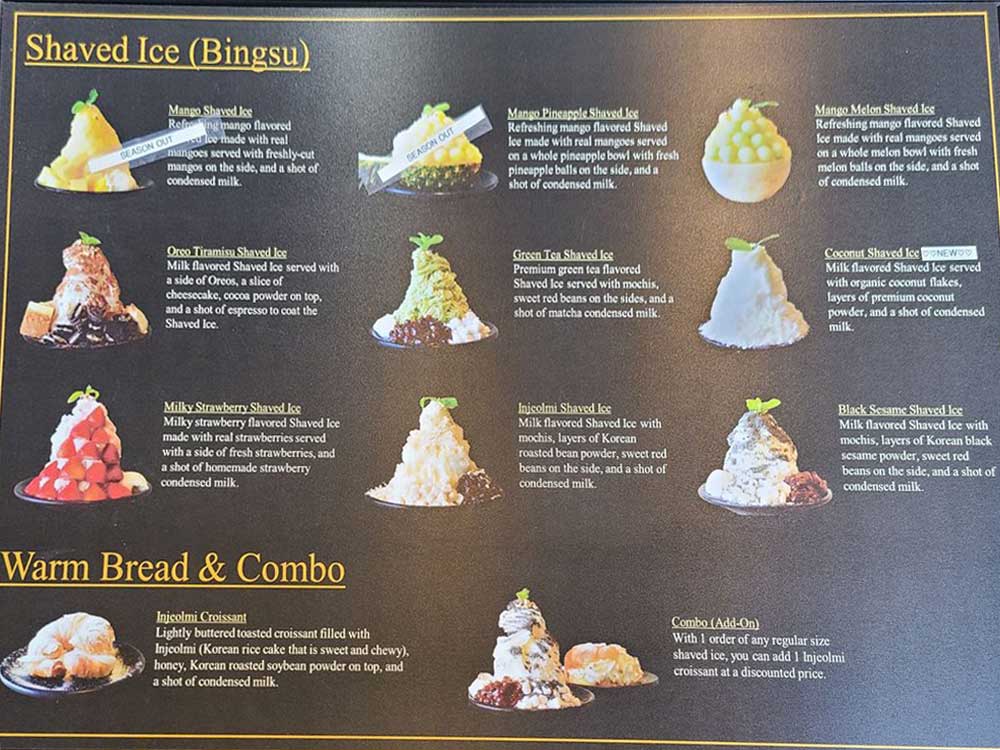 Shaved Ice (Bingsu)
Mango Shaved Ice
Refreshing mango flavored
Ice made with real
mangoes served with freshly-cut
mangos on the side, and a shot of
condensed milk.
SEASON OUT
Mango Pineapple Shaved Ice
Refreshing mango flavored Shaved
Ice made with real mangoes served
on a whole pineapple bowl with fresh
pineapple balls on the side, and a
shot of condensed milk.
SEASON OUT
Mango Melon Shaved Ice
Refreshing mango flavored Shaved
Ice made with real mangoes served
on a whole melon bowl with fresh
melon balls on the side, and a shot
of condensed milk.
Oreo Tiramisu Shaved Ice
Milk flavored Shaved Ice served with
a side of Oreos, a slice of
cheesecake, cocoa powder on top,
and a shot of espresso to coat the
Shaved Ice.
Green Tea Shaved Ice
Premium green tea flavored
Shaved Ice served with mochis,
sweet red beans on the sides, and a
shot of matcha condensed milk.
Coconut Shaved Ice ♡♡NEW♡♡
Milk flavored Shaved Ice served
with organic coconut flakes,
layers of premium coconut
powder, and a shot of condensed
milk.
Milky Strawberry Shaved Ice
Milky strawberry flavored Shaved Ice
made with real strawberries served
with a side of fresh strawberries, and
a shot of homemade strawberry
condensed milk.
Injeolmi Shaved Ice
Milk flavored Shaved Ice with
mochis, layers of Korean
roasted bean powder, sweet red
beans on the side, and a shot of
condensed milk.
Black Sesame Shaved Ice
Milk flavored Shaved Ice with
mochis, layers of Korean black
sesame powder, sweet red
beans on the side, and a shot of
condensed milk.
Warm Bread & Combo
Injeolmi Croissant
Lightly buttered toasted croissant filled with
Injeolmi (Korean rice cake that is sweet and chewy),
honey, Korean roasted soybean powder on top, and
a shot of condensed milk.
Combo (Add-On)
With 1 order of any regular size
shaved ice, you can add 1 Injeolmi
croissant at a discounted price.